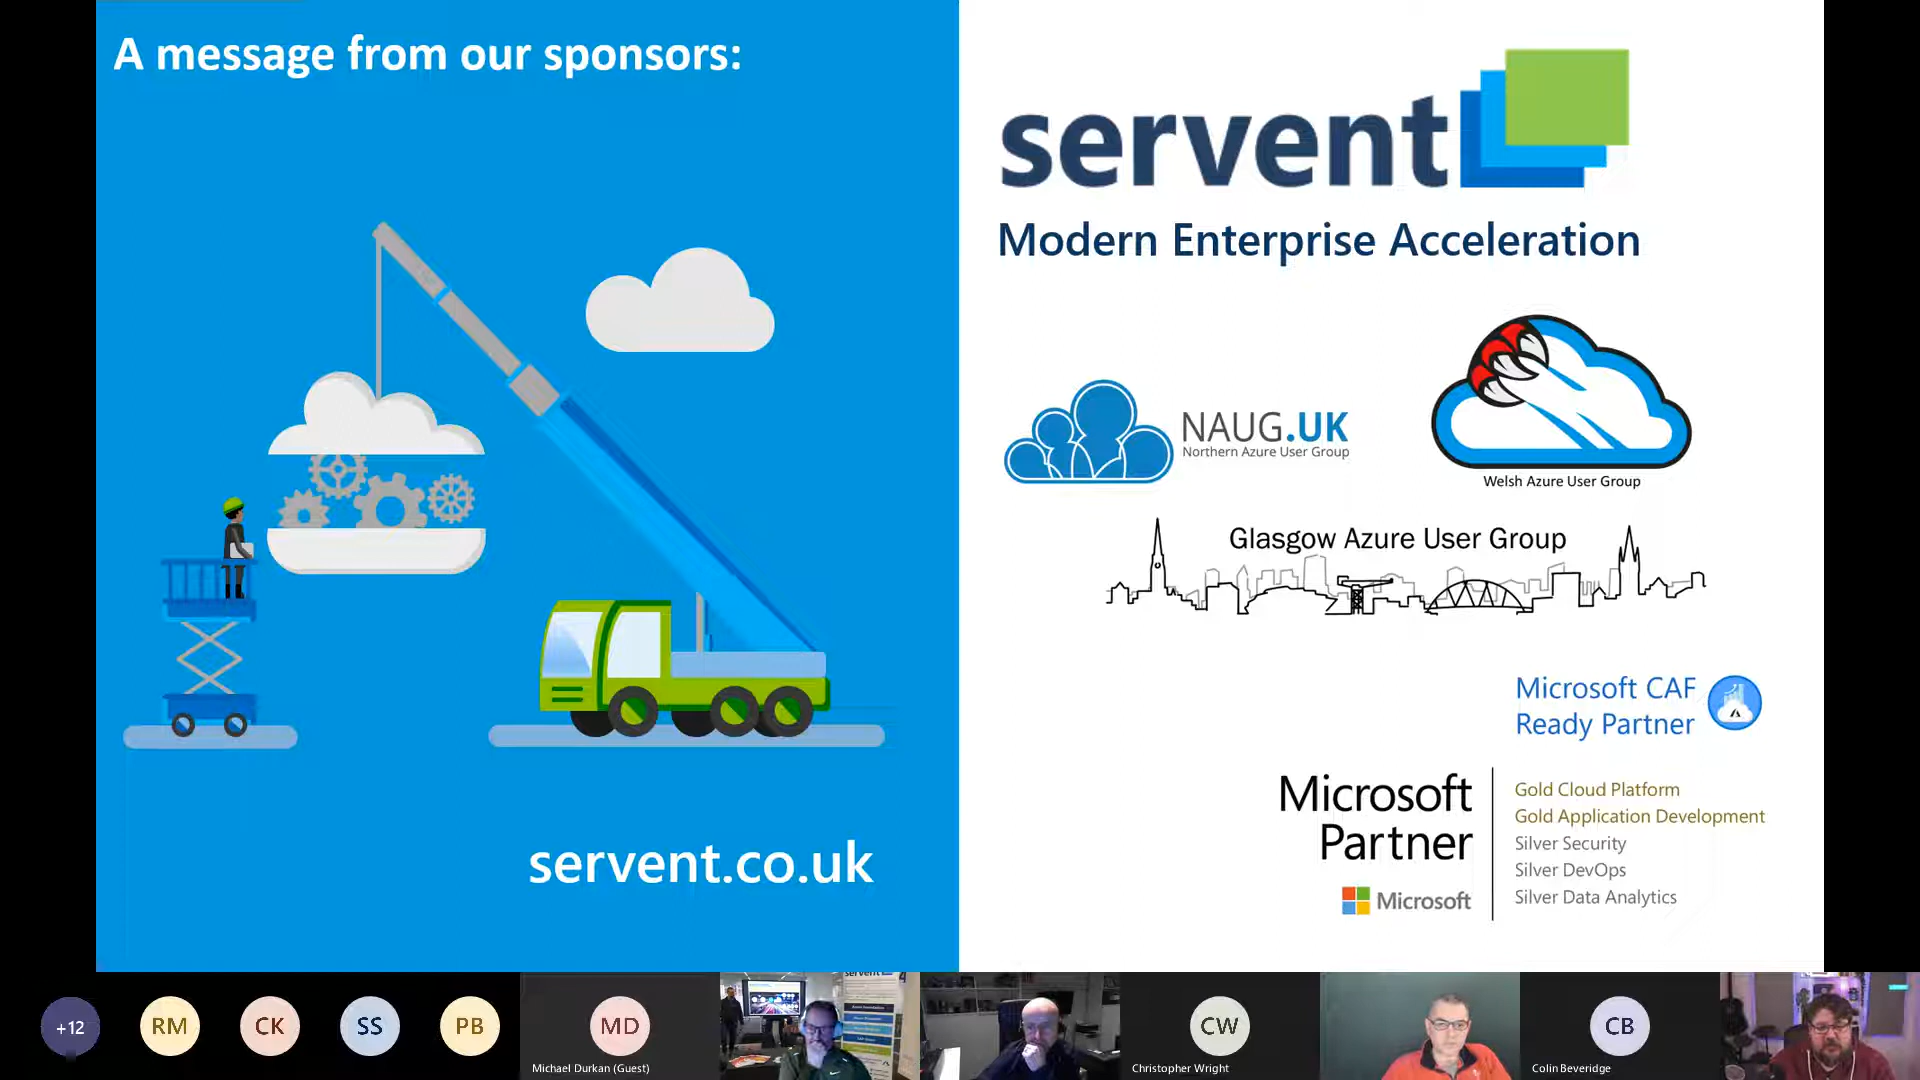 A message from our sponsors:
servent.co.uk
servent
Modern Enterprise Acceleration
NAUG.UK
Northern Azure User Group
Welsh Azure User Group
Glasgow Azure User Group
Microsoft CAF
Ready Partner
Microsoft
Partner
Microsoft
Gold Cloud Platform
Gold Application Development
Silver Security
Silver DevOps
Silver Data Analytics
+12
RM
CK
SS
PB
MD
Michael Durkan (Guest)
servent
CW
Christopher Wright
CB
Colin Beveridge